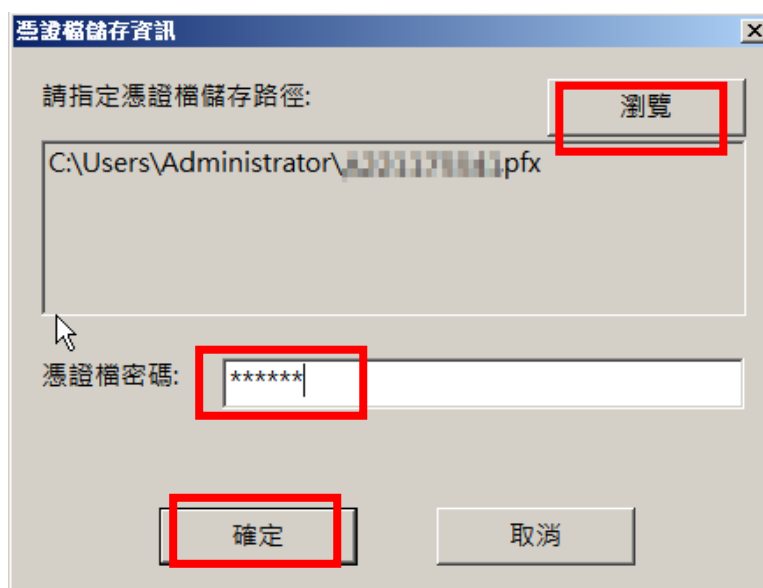 憑證檔儲存資訊
請指定憑證檔儲存路徑:
瀏覽
C:\Users\Administrator\ .pfx
憑證檔密碼:
******
確定
取消